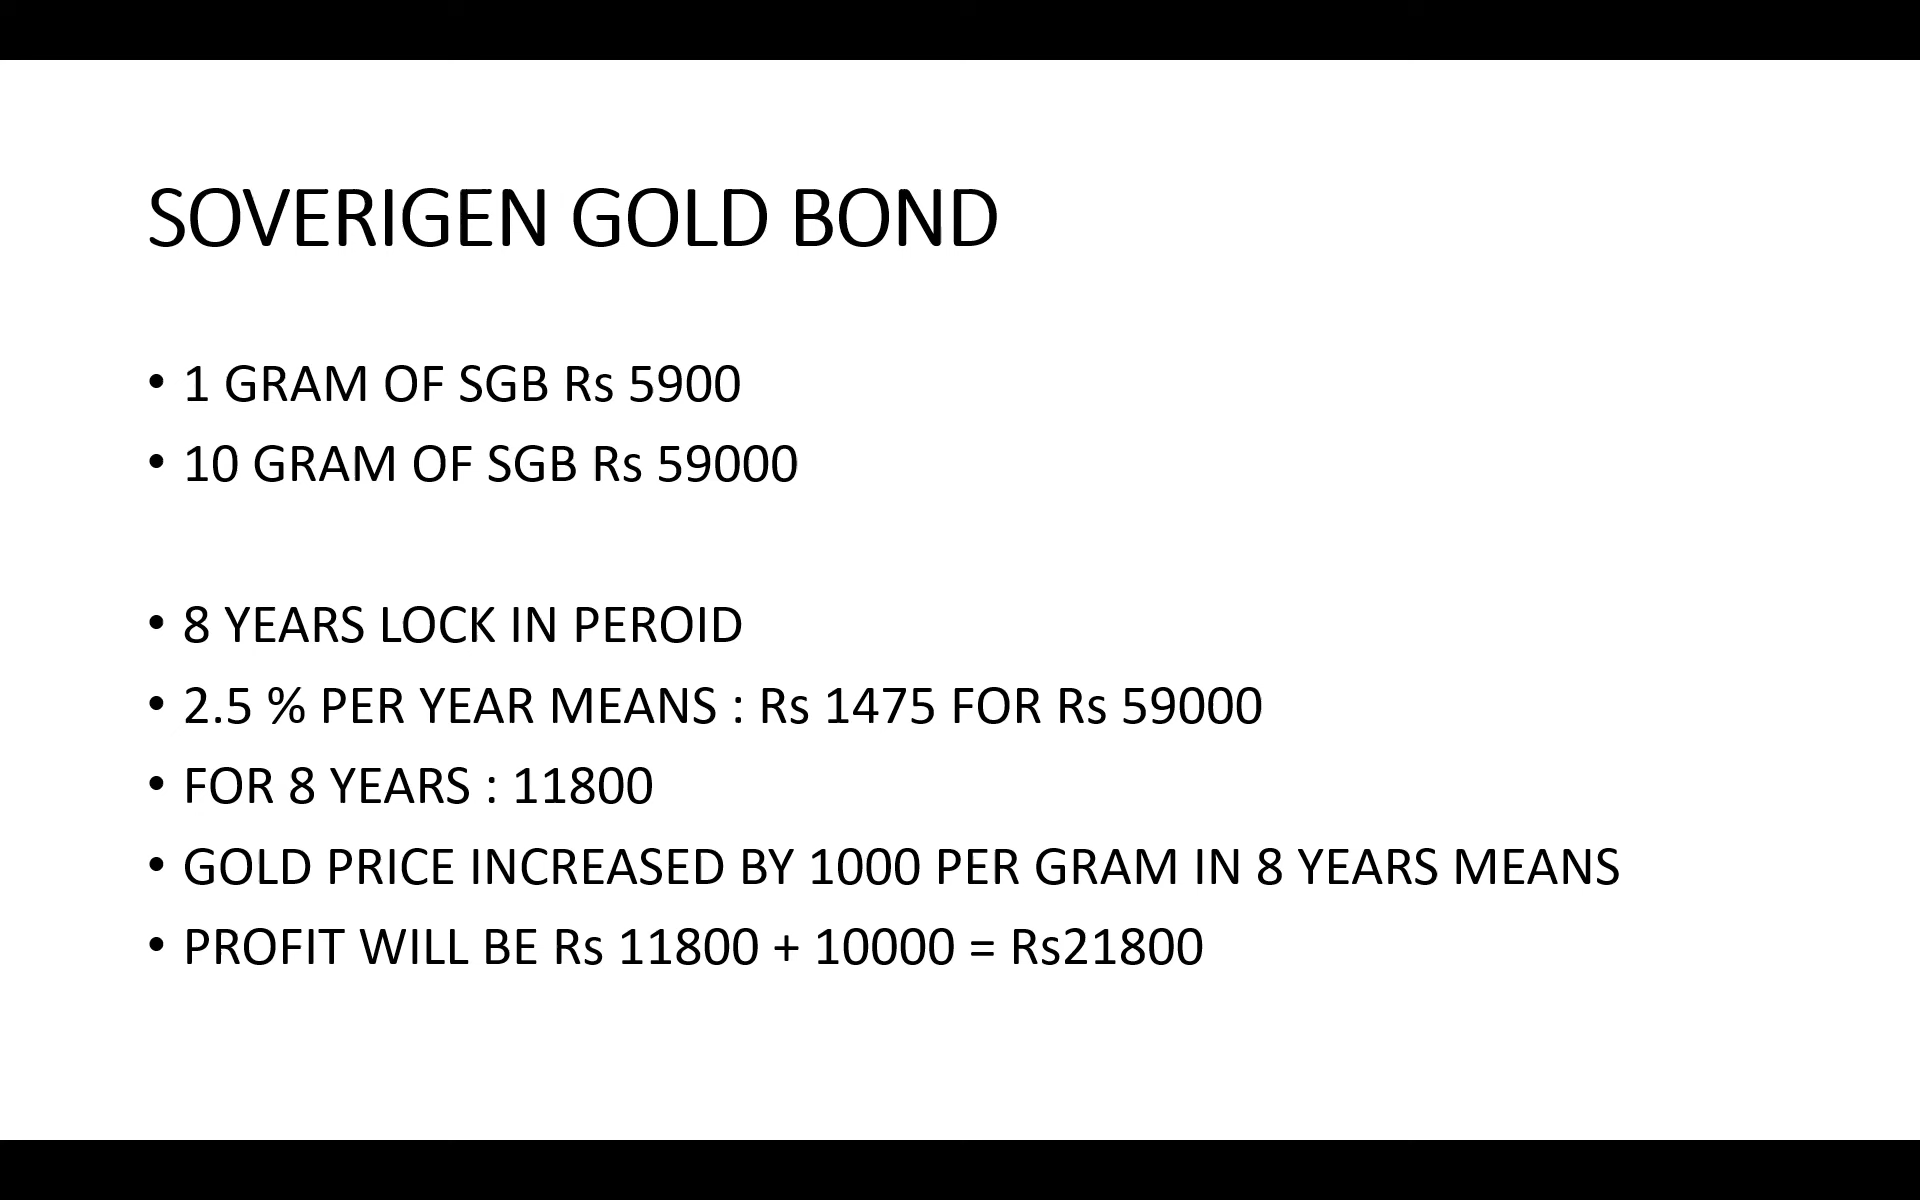 SOVERIGEN GOLD BOND
• 1 GRAM OF SGB Rs 5900
• 10 GRAM OF SGB Rs 59000
• 8 YEARS LOCK IN PEROID
• 2.5 % PER YEAR MEANS : Rs 1475 FOR Rs 59000
• FOR 8 YEARS : 11800
• GOLD PRICE INCREASED BY 1000 PER GRAM IN 8 YEARS MEANS
• PROFIT WILL BE Rs 11800 + 10000 = Rs21800